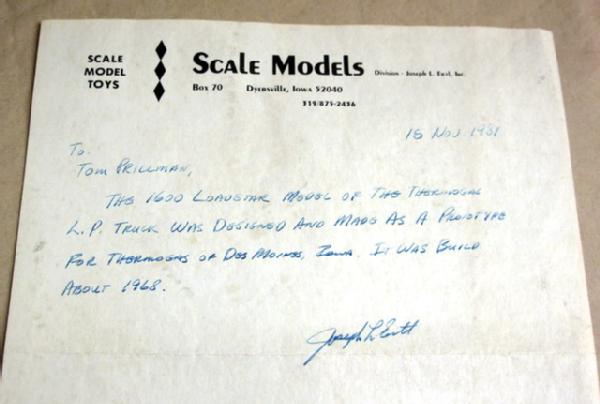 SCALE
MODEL
TOYS
SCALE MODELS Division - Joseph L. Ertl, Inc.
Box 70 Dyersville, Iowa 52040
319/875-2436
18 NOV 1981
TO.
TOM PRILLMAN,
THE 1600 LOADSTAR MODEL OF THE THERMOGAS
L.P. TRUCK WAS DESIGNED AND MADE AS A PROTOTYPE
FOR THERMOGAS OF DES MOINES, IOWA. IT WAS BUILD
ABOUT 1968.
Joseph L Ertl